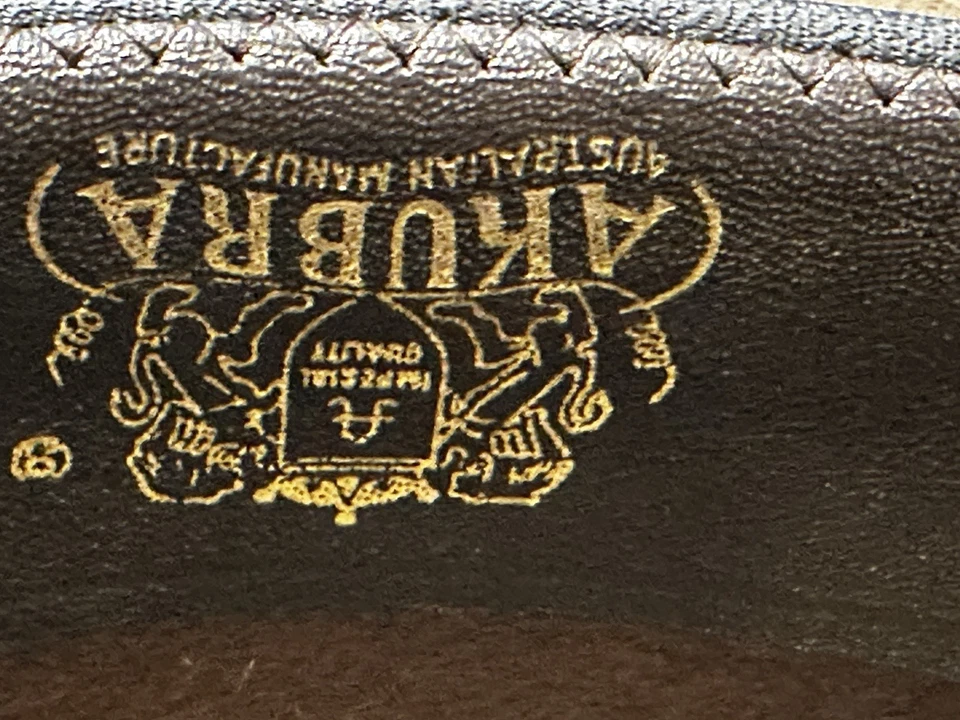 IMPERIAL
QUALITY
AKUBRA
AUSTRALIAN MANUFACTURE